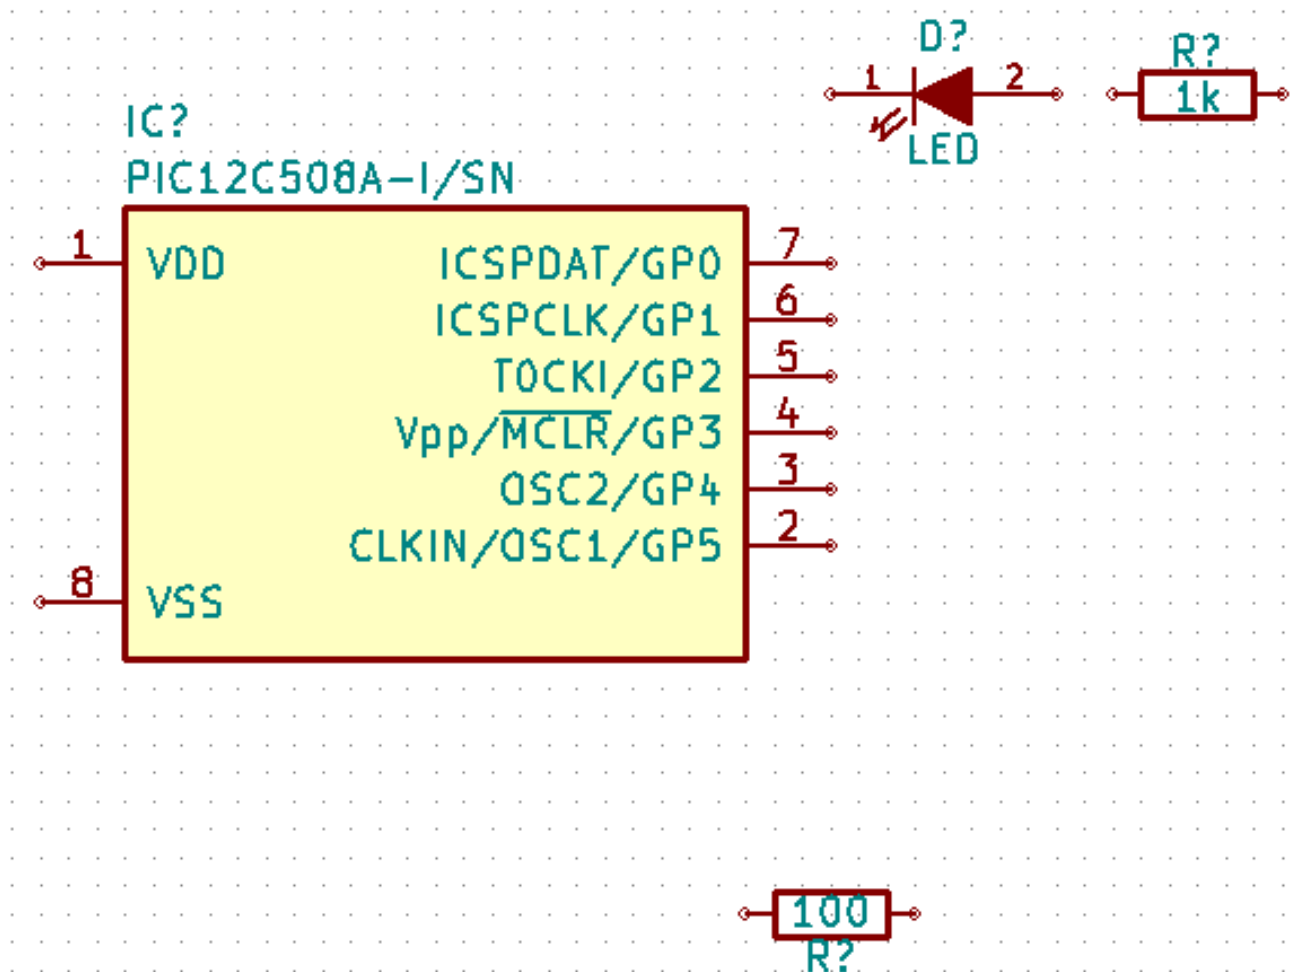 D?
R?
1 2
1k
LED
IC?
PIC12C508A-I/SN
1 VDD ICSPDAT/GP0 7
ICSPCLK/GP1 6
T0CKI/GP2 5
Vpp/MCLR/GP3 4
OSC2/GP4 3
CLKIN/OSC1/GP5 2
8 VSS
100
R?